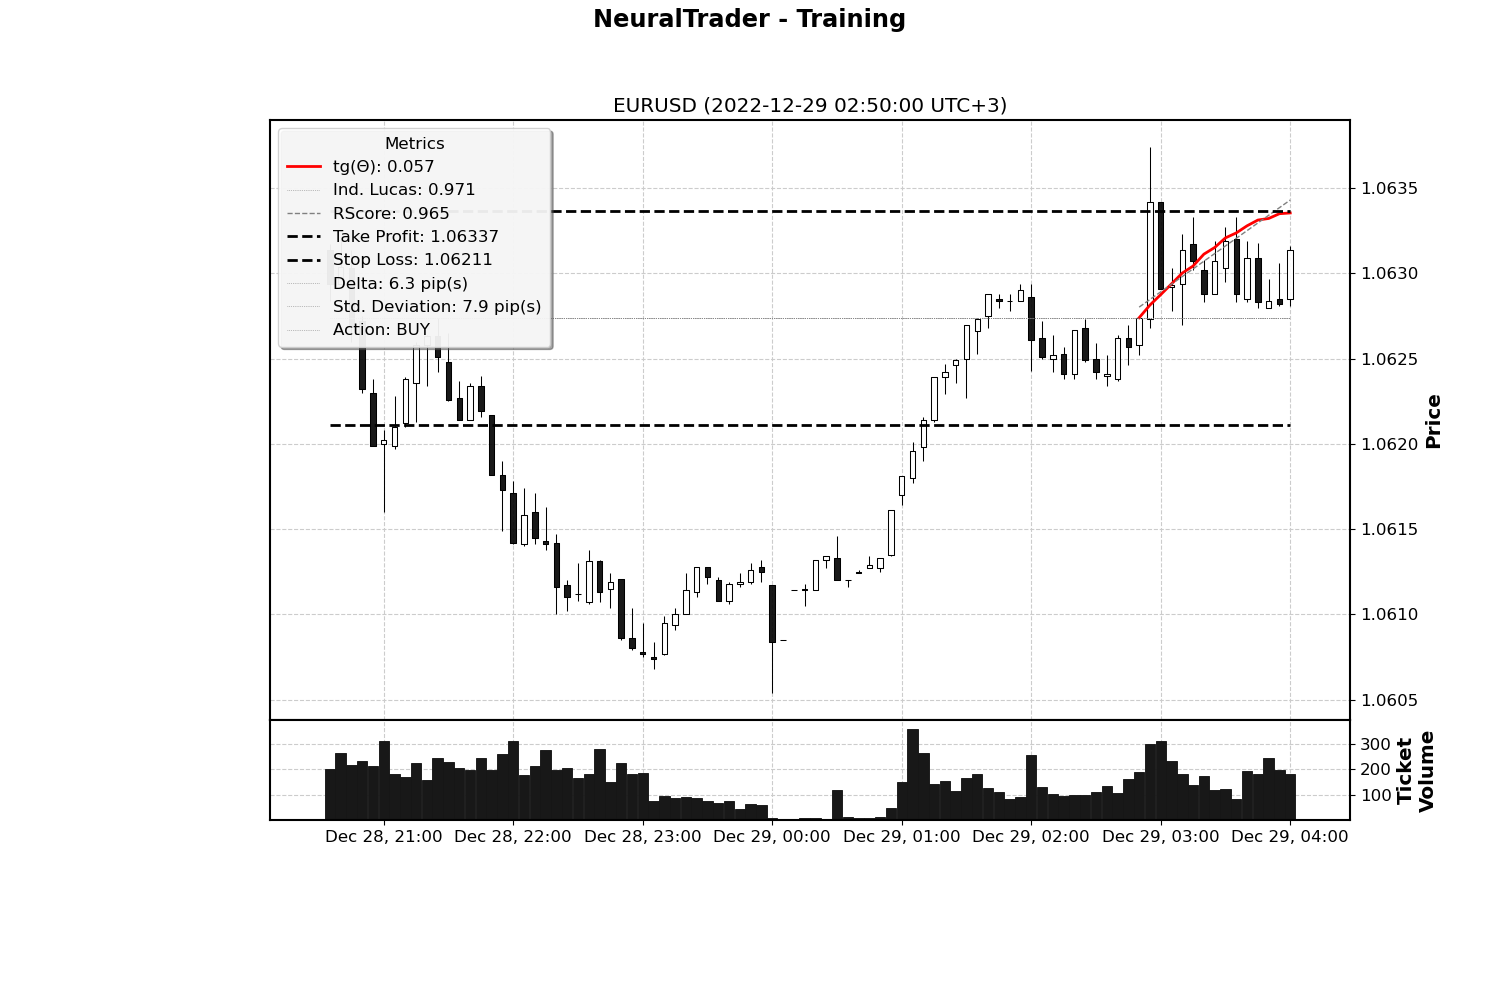 NeuralTrader - Training
EURUSD (2022-12-29 02:50:00 UTC+3)
Metrics
tg(Θ): 0.057
Ind. Lucas: 0.971
RScore: 0.965
Take Profit: 1.06337
Stop Loss: 1.06211
Delta: 6.3 pip(s)
Std. Deviation: 7.9 pip(s)
Action: BUY
1.0635
1.0630
1.0625
1.0620
1.0615
1.0610
1.0605
Price
300
200
100
Ticket
Volume
Dec 28, 21:00 Dec 28, 22:00 Dec 28, 23:00 Dec 29, 00:00 Dec 29, 01:00 Dec 29, 02:00 Dec 29, 03:00 Dec 29, 04:00